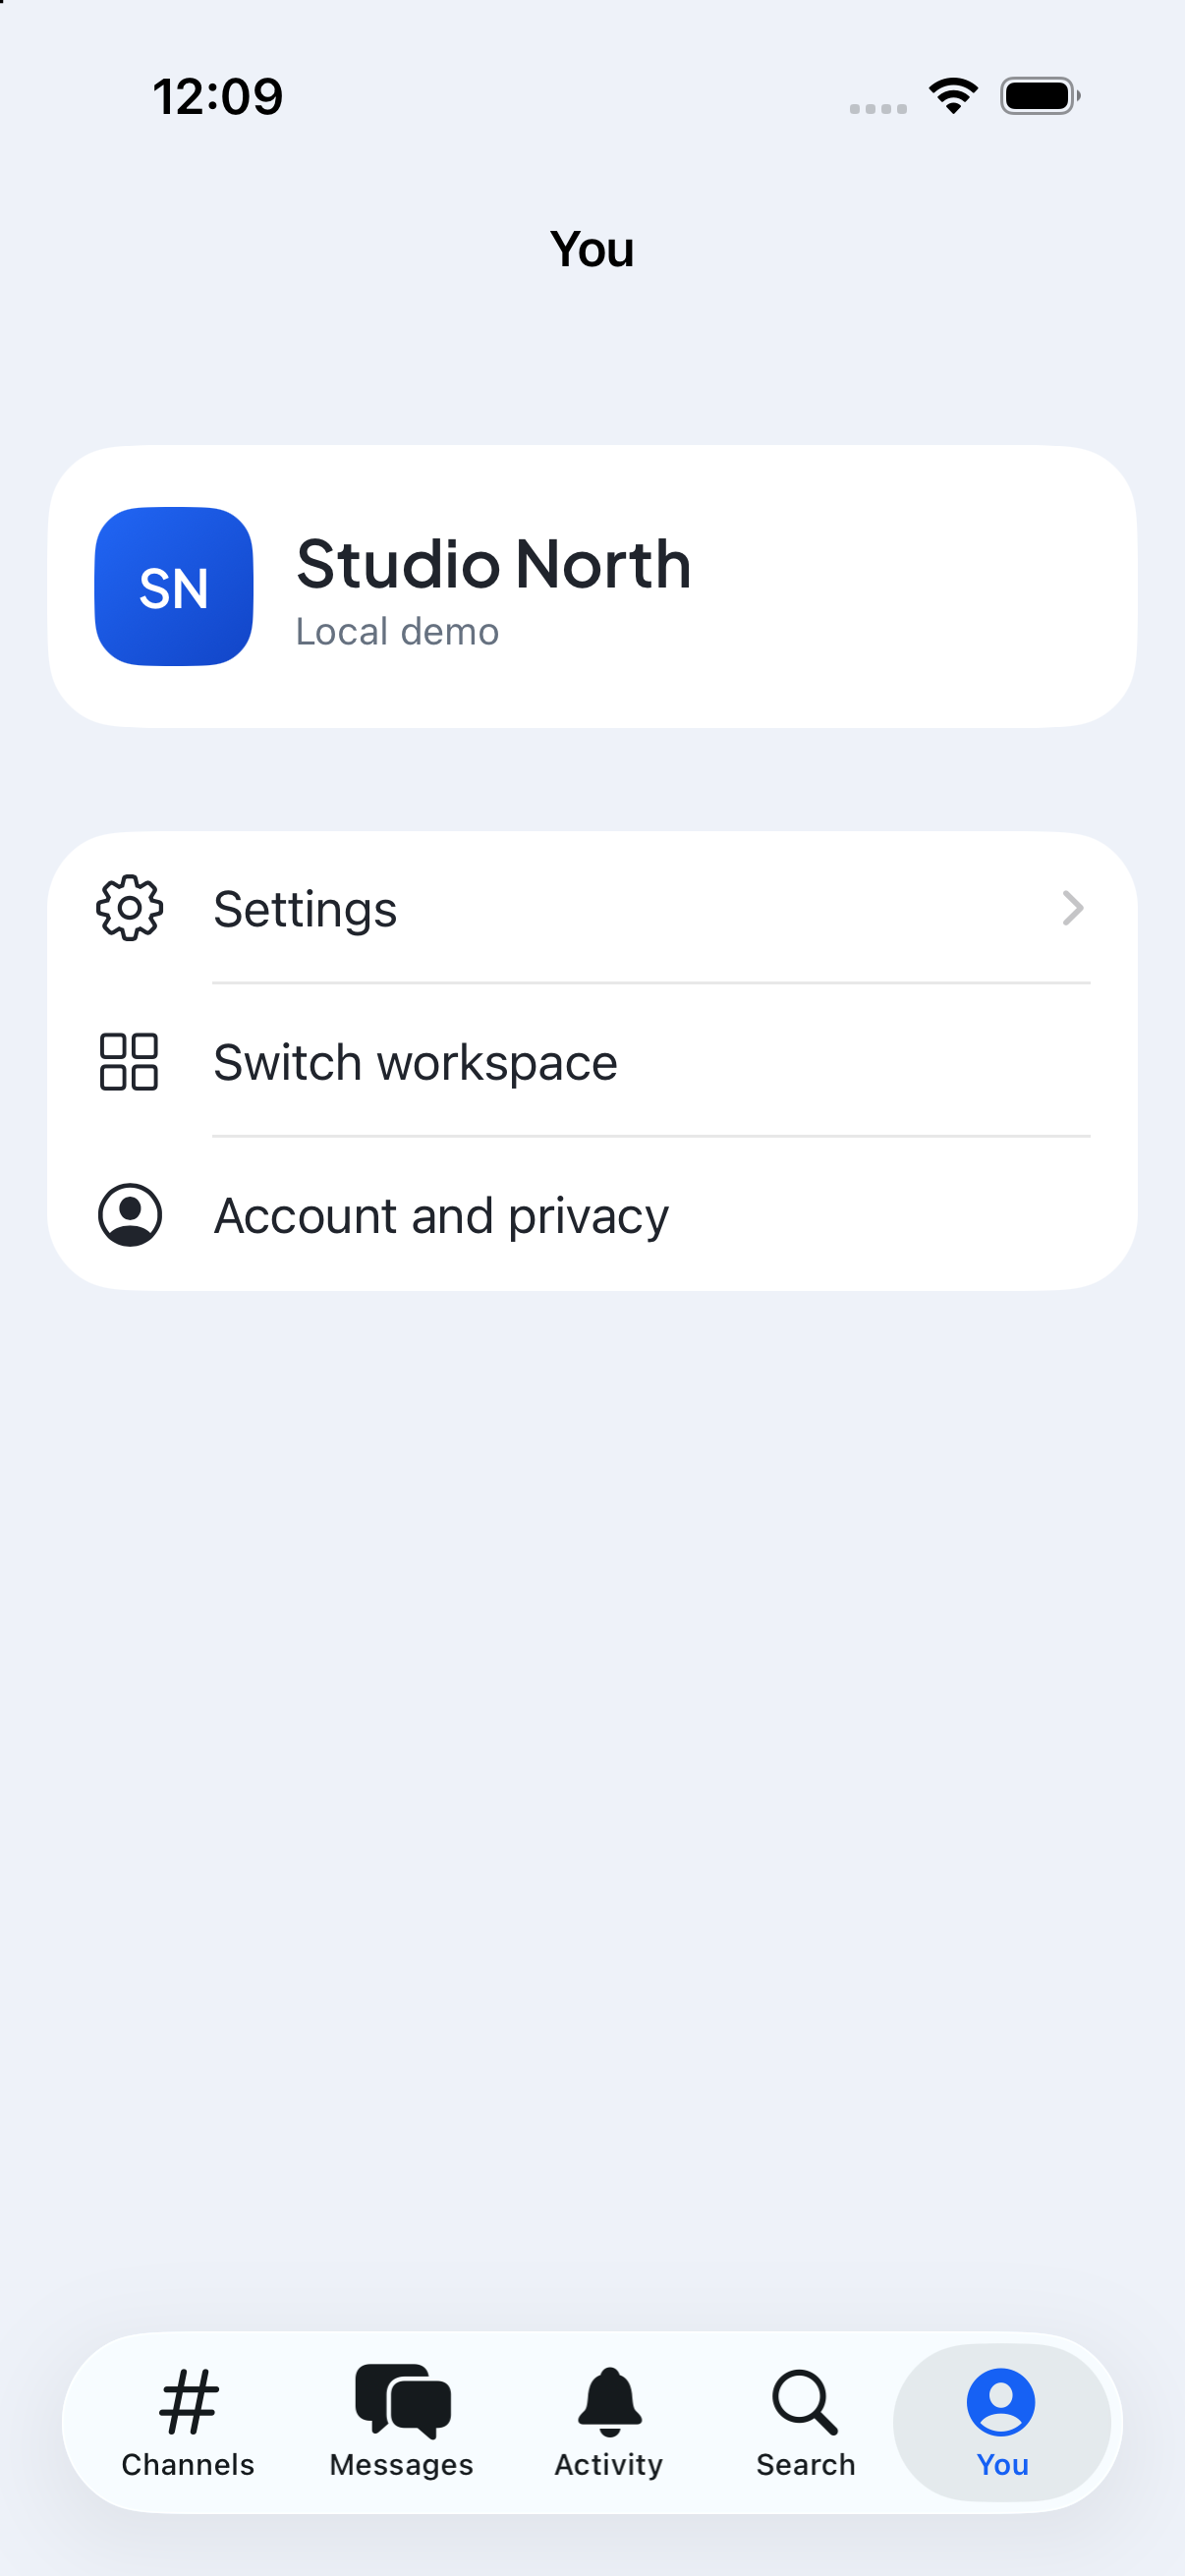 12:09
You
SN
Studio North
Local demo
Settings
Switch workspace
Account and privacy
Channels
Messages
Activity
Search
You